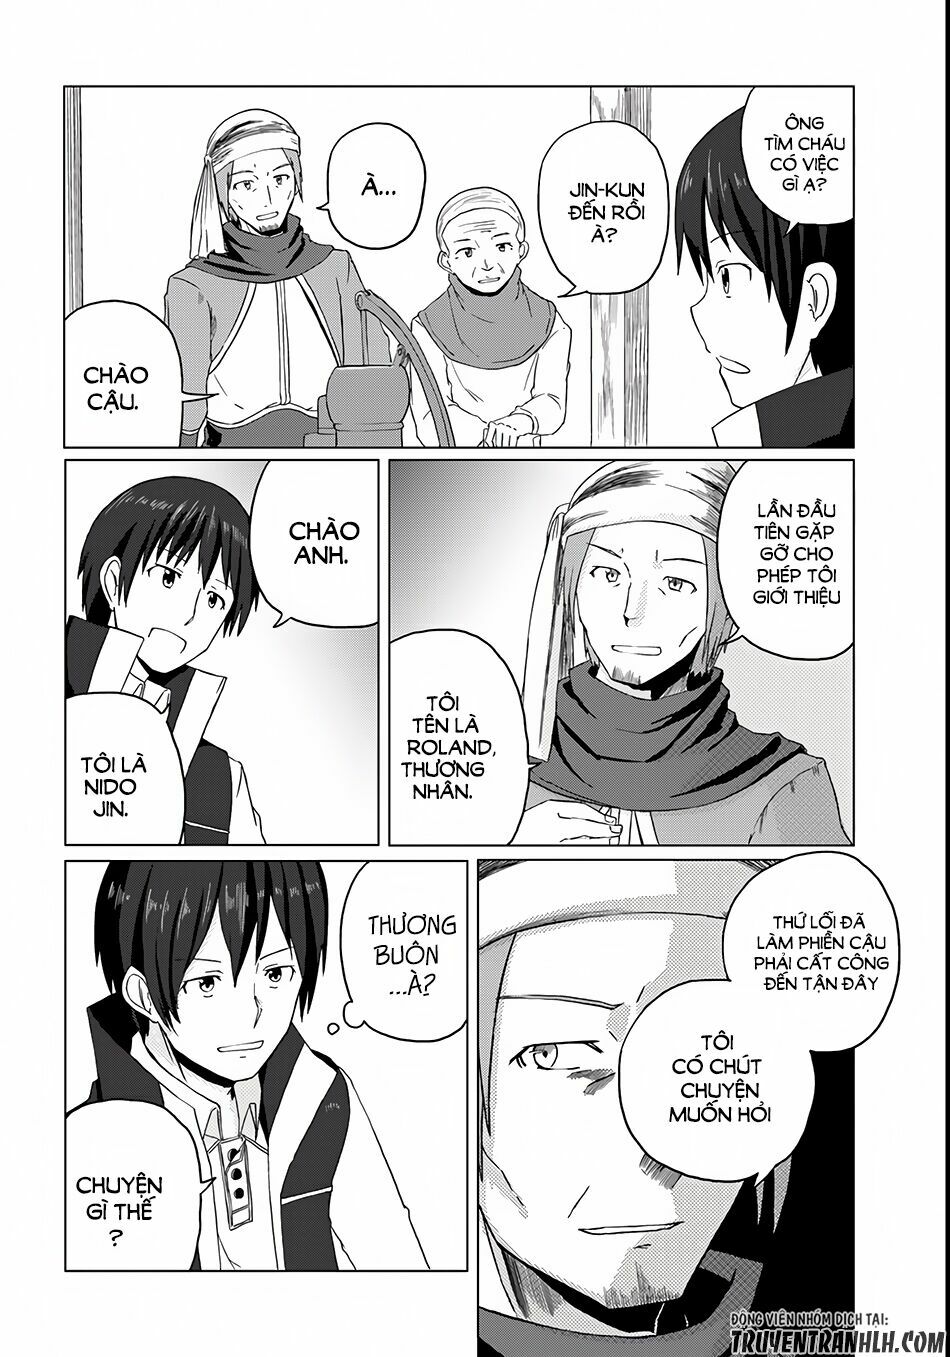 ÔNG
TÌM CHÁU
CÓ VIỆC
GÌ Ạ?
JIN-KUN
ĐẾN RỒI
À?
À...
CHÀO
CẬU.
LẦN ĐẦU
TIÊN GẶP
GỠ CHO
PHÉP TÔI
GIỚI THIỆU
TÔI
TÊN LÀ
ROLAND,
THƯƠNG
NHÂN.
CHÀO
ANH.
TÔI LÀ
NIDO
JIN.
THỨ LỖI ĐÃ
LÀM PHIỀN CẬU
PHẢI CẤT CÔNG
ĐẾN TẬN ĐÂY
TÔI
CÓ CHÚT
CHUYỆN
MUỐN HỎI
THƯƠNG
BUÔN
...À?
CHUYỆN
GÌ THẾ
?
ĐỘNG VIÊN NHÓM DỊCH TẠI:
TRUYENTRANHLH.COM